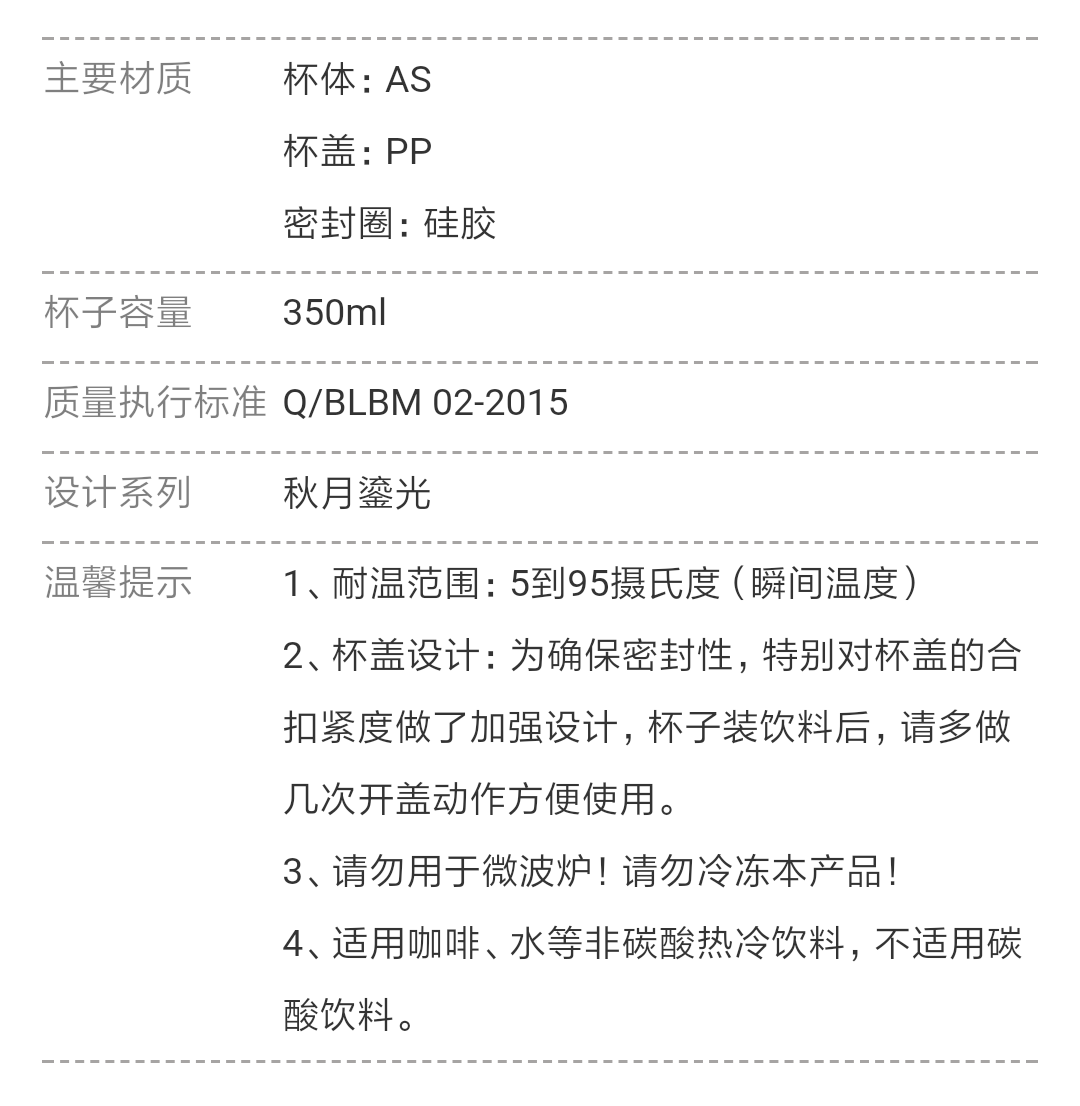 主要材质 杯体：AS
杯盖：PP
密封圈：硅胶
杯子容量 350ml
质量执行标准 Q/BLBM 02-2015
设计系列 秋月鎏光
温馨提示 1、耐温范围：5到95摄氏度（瞬间温度）
2、杯盖设计：为确保密封性，特别对杯盖的合
扣紧度做了加强设计，杯子装饮料后，请多做
几次开盖动作方便使用。
3、请勿用于微波炉！请勿冷冻本产品！
4、适用咖啡、水等非碳酸热冷饮料，不适用碳
酸饮料。